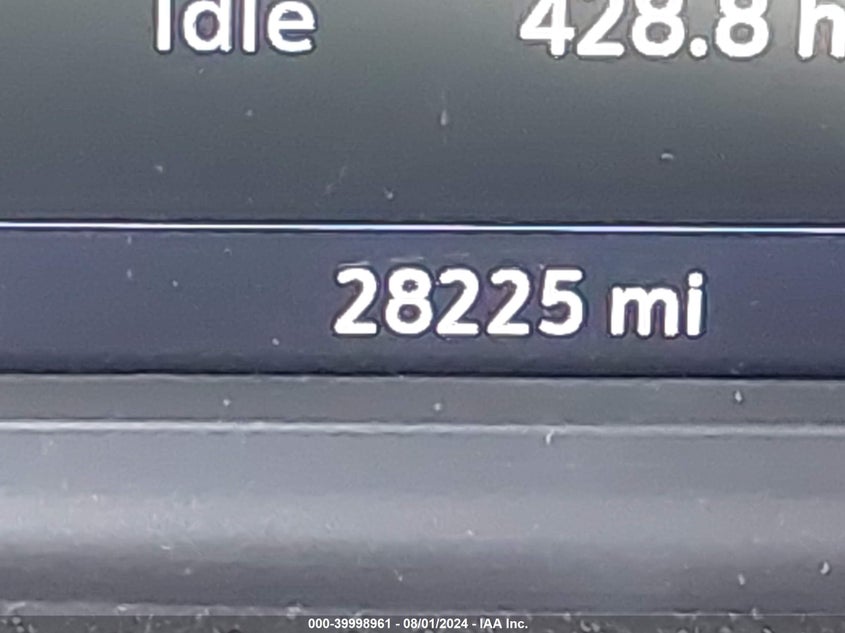 Idle 428.8 h
28225 mi
000-39998961 - 08/01/2024 - IAA Inc.